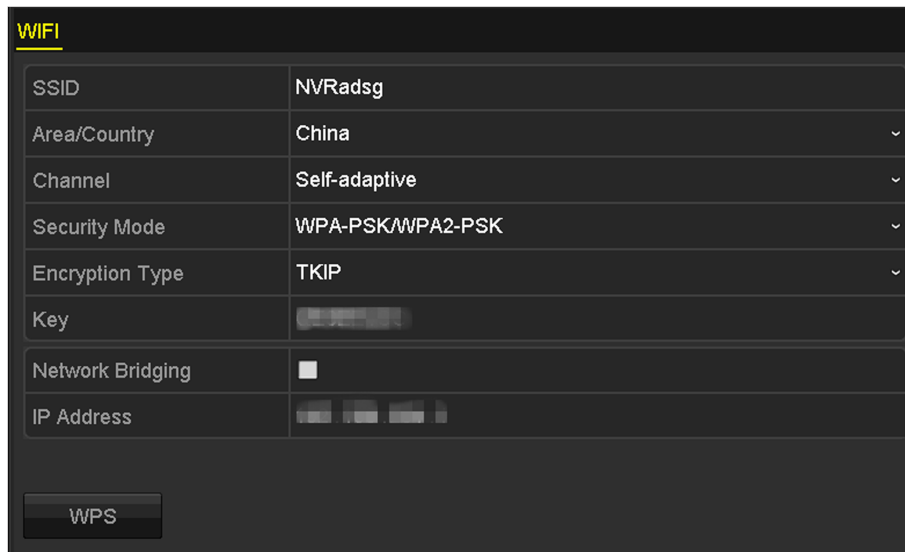 WIFI
SSID NVRadsg
Area/Country China
Channel Self-adaptive
Security Mode WPA-PSK/WPA2-PSK
Encryption Type TKIP
Key
Network Bridging
IP Address
WPS